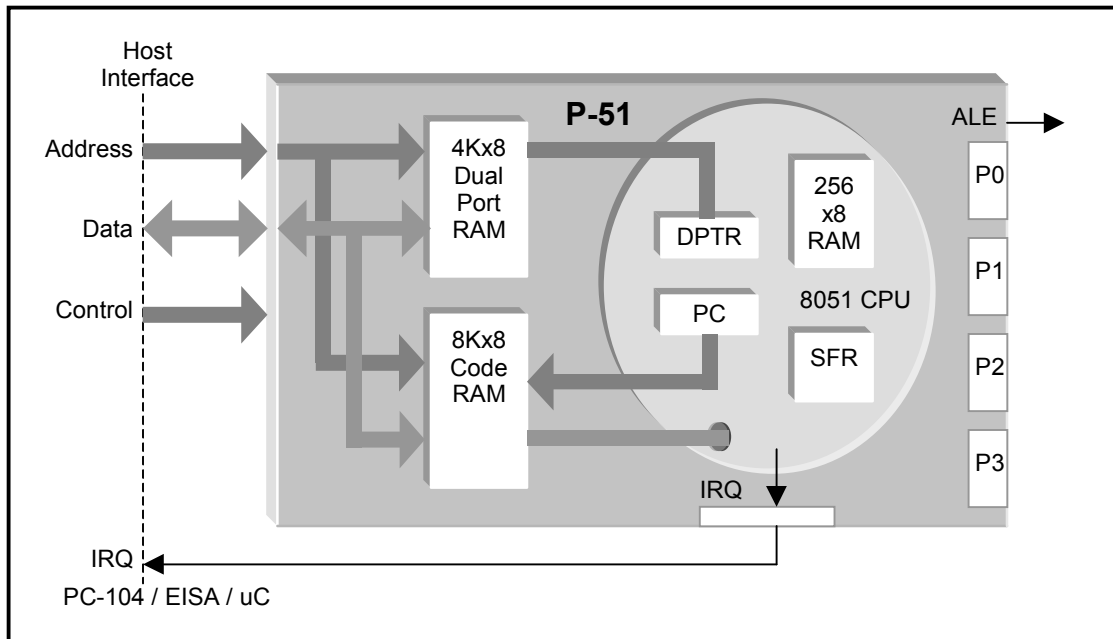 Host
Interface
P-51
ALE
Address
4Kx8
Dual
Port
RAM
256
x8
RAM
P0
Data
DPTR
P1
Control
PC
8051 CPU
8Kx8
Code
RAM
SFR
P2
P3
IRQ
IRQ
PC-104 / EISA / uC